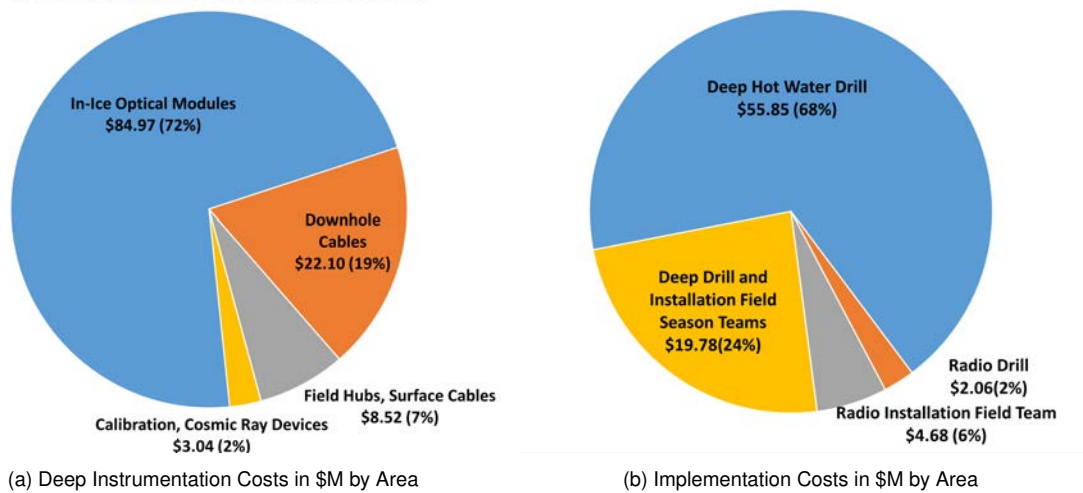 In-Ice Optical Modules
$84.97 (72%)
Downhole
Cables
$22.10 (19%)
Field Hubs, Surface Cables
$8.52 (7%)
Calibration, Cosmic Ray Devices
$3.04 (2%)
(a) Deep Instrumentation Costs in $M by Area
Deep Hot Water Drill
$55.85 (68%)
Deep Drill and
Installation Field
Season Teams
$19.78(24%)
Radio Drill
$2.06(2%)
Radio Installation Field Team
$4.68 (6%)
(b) Implementation Costs in $M by Area